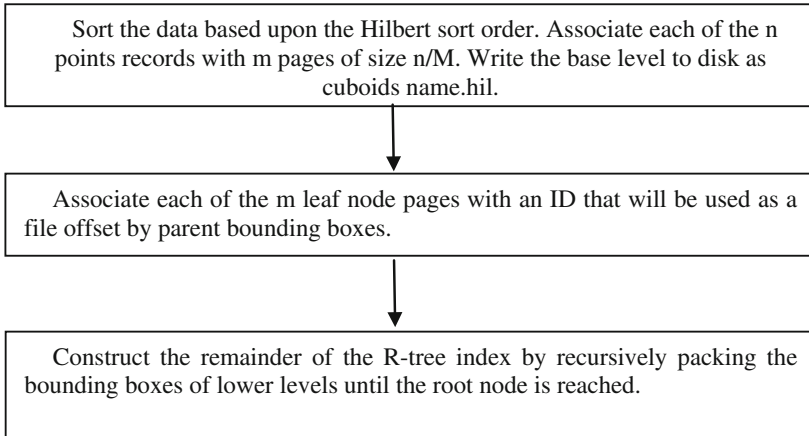 Sort the data based upon the Hilbert sort order. Associate each of the n
points records with m pages of size n/M. Write the base level to disk as
cuboids name.hil.
Associate each of the m leaf node pages with an ID that will be used as a
file offset by parent bounding boxes.
Construct the remainder of the R-tree index by recursively packing the
bounding boxes of lower levels until the root node is reached.